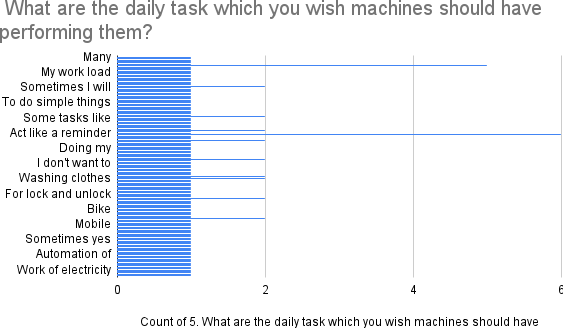 What are the daily task which you wish machines should have
performing them?
Many
My work load
Sometimes I will
To do simple things
Some tasks like
Act like a reminder
Doing my
I don't want to
Washing clothes
For lock and unlock
Bike
Mobile
Sometimes yes
Automation of
Work of electricity
0 2 4 6
Count of 5. What are the daily task which you wish machines should have